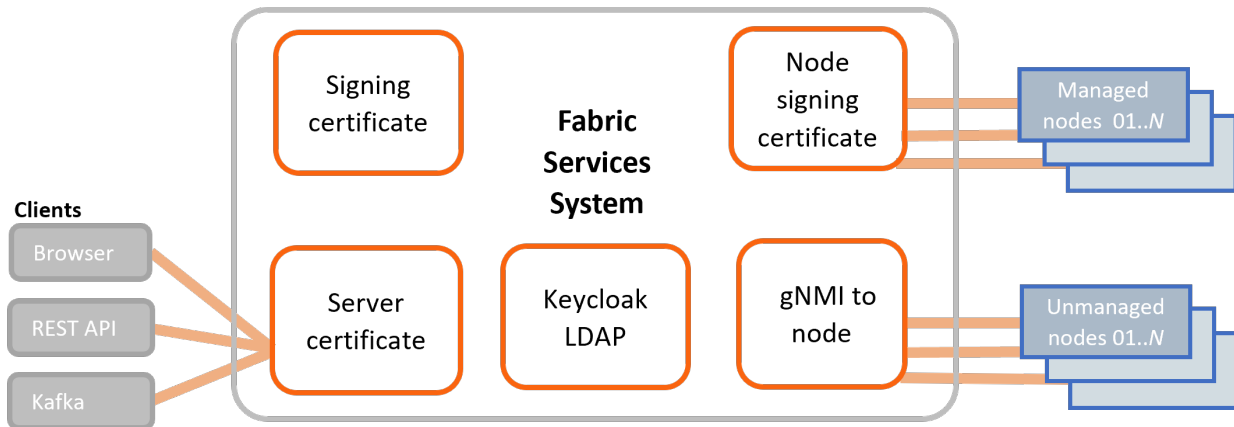 Signing
certificate
Fabric
Services
System
Node
signing
certificate
Managed
nodes 01..N
Clients
Browser
REST API
Kafka
Server
certificate
Keycloak
LDAP
gNMI to
node
Unmanaged
nodes 01..N